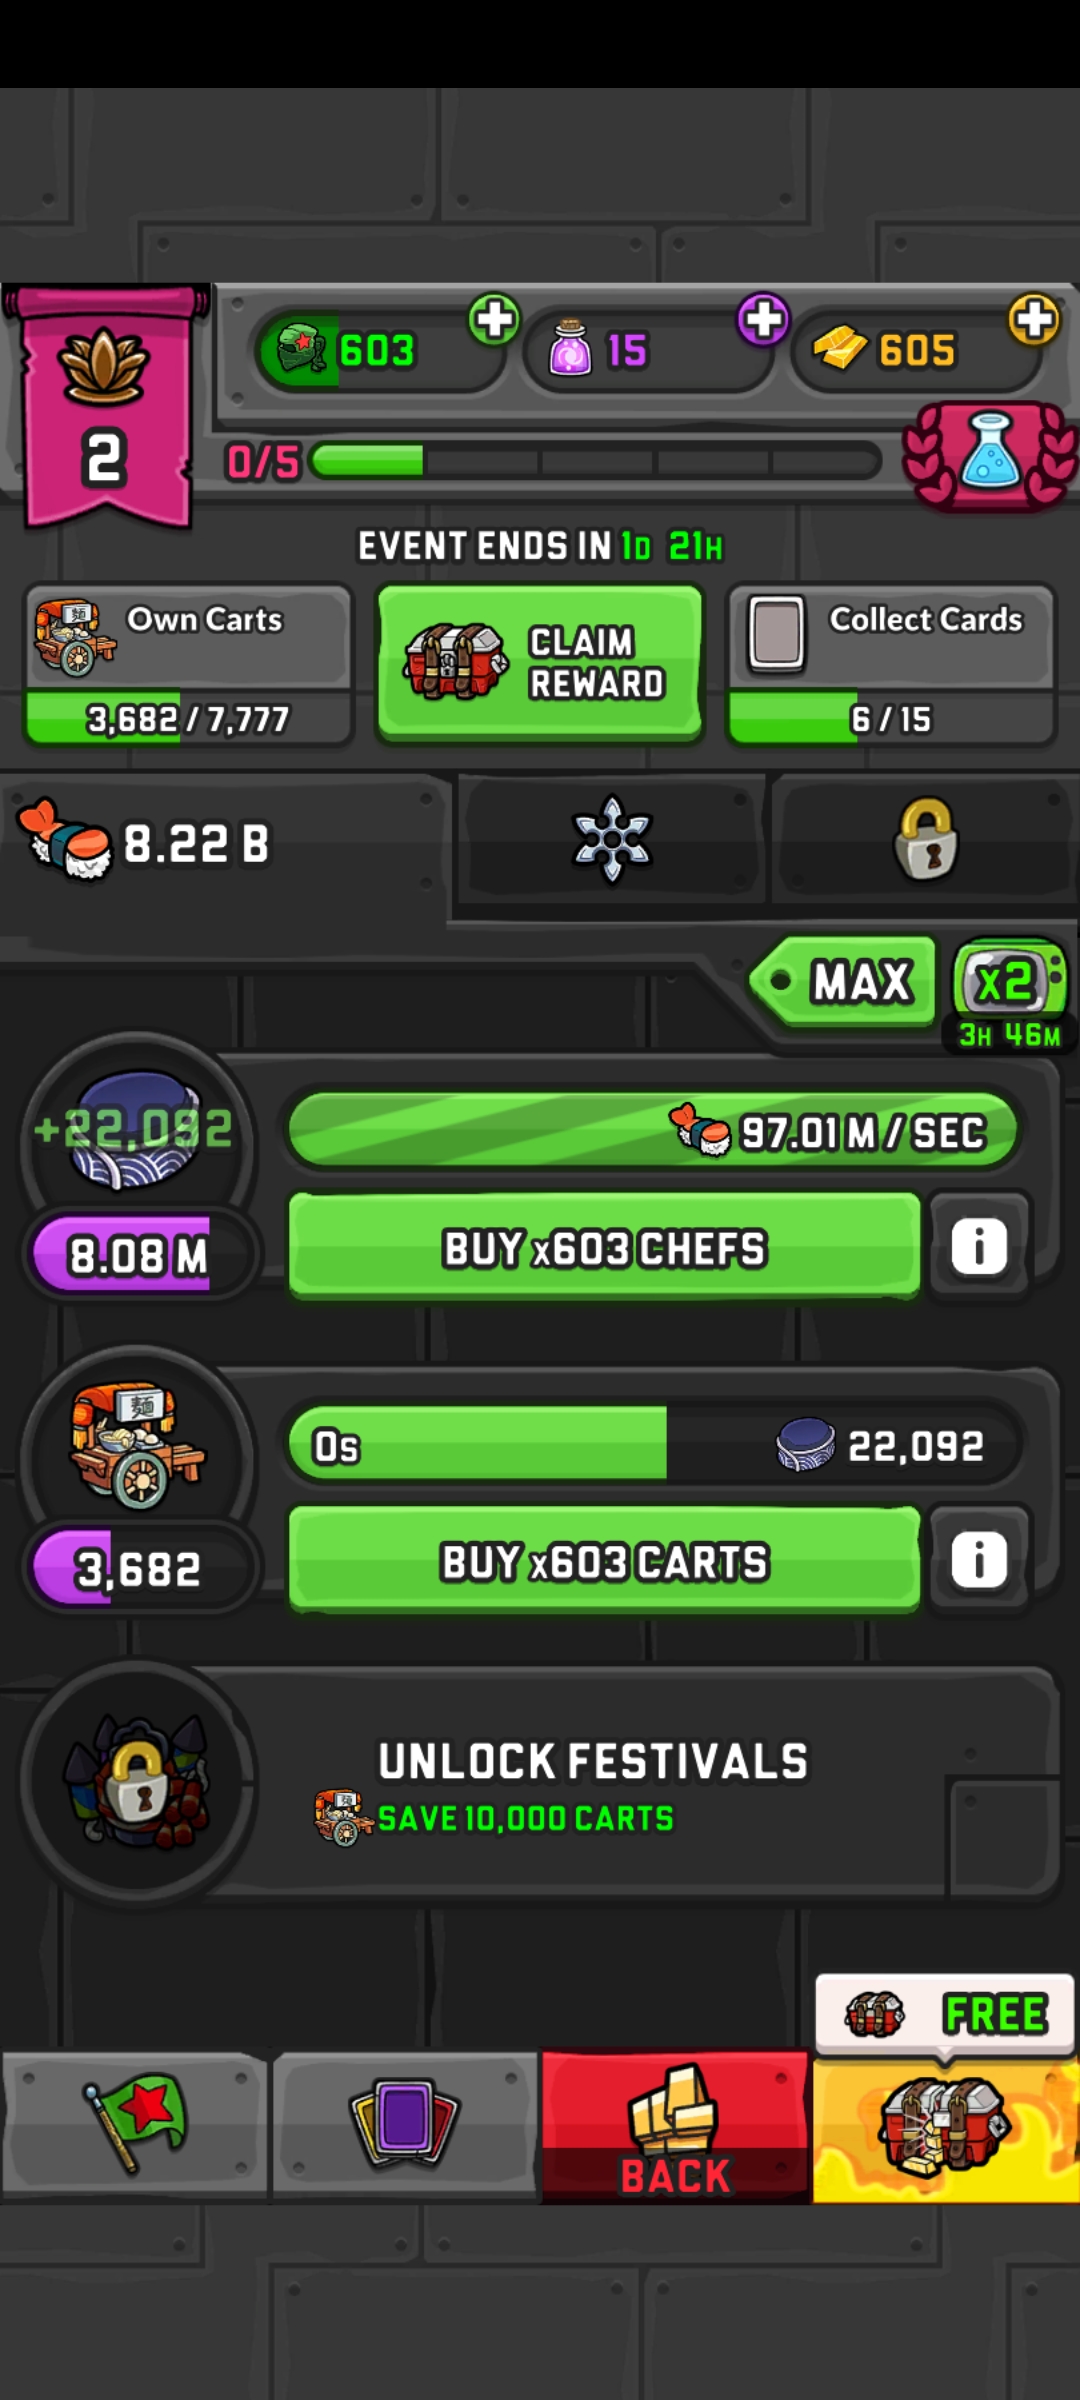 603
15
605
2
0/5
EVENT ENDS IN 1D 21H
Own Carts
3,682 / 7,777
CLAIM
REWARD
Collect Cards
6 / 15
8.22 B
MAX
x2
3H 46M
+22,092
97.01 M / SEC
8.08 M
BUY x603 CHEFS
i
麺
0s
22,092
3,682
BUY x603 CARTS
i
UNLOCK FESTIVALS
SAVE 10,000 CARTS
FREE
BACK